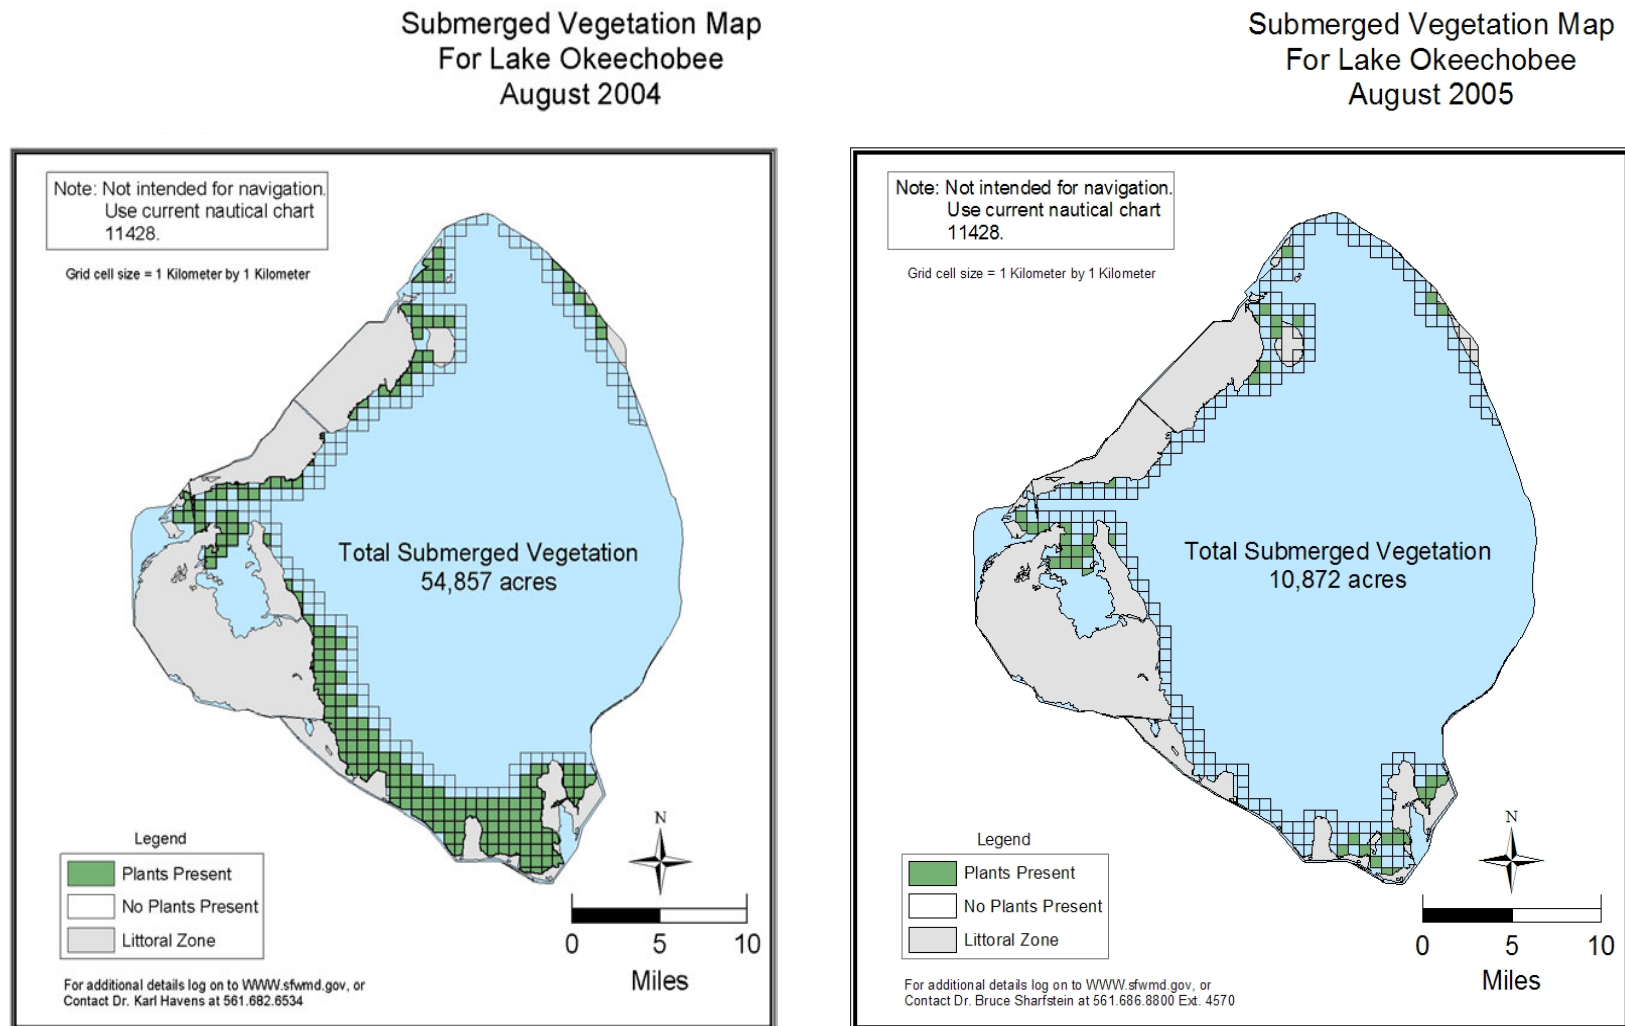 Submerged Vegetation Map
For Lake Okeechobee
August 2004
Note: Not intended for navigation.
Use current nautical chart
11428.
Grid cell size = 1 Kilometer by 1 Kilometer
Total Submerged Vegetation
54,857 acres
Legend
Plants Present
No Plants Present
Littoral Zone
N
0 5 10
Miles
For additional details log on to WWW.sfwmd.gov, or
Contact Dr. Karl Havens at 561.682.6534
Submerged Vegetation Map
For Lake Okeechobee
August 2005
Note: Not intended for navigation.
Use current nautical chart
11428.
Grid cell size = 1 Kilometer by 1 Kilometer
Total Submerged Vegetation
10,872 acres
Legend
Plants Present
No Plants Present
Littoral Zone
N
0 5 10
Miles
For additional details log on to WWW.sfwmd.gov, or
Contact Dr. Bruce Sharfstein at 561.686.8800 Ext. 4570